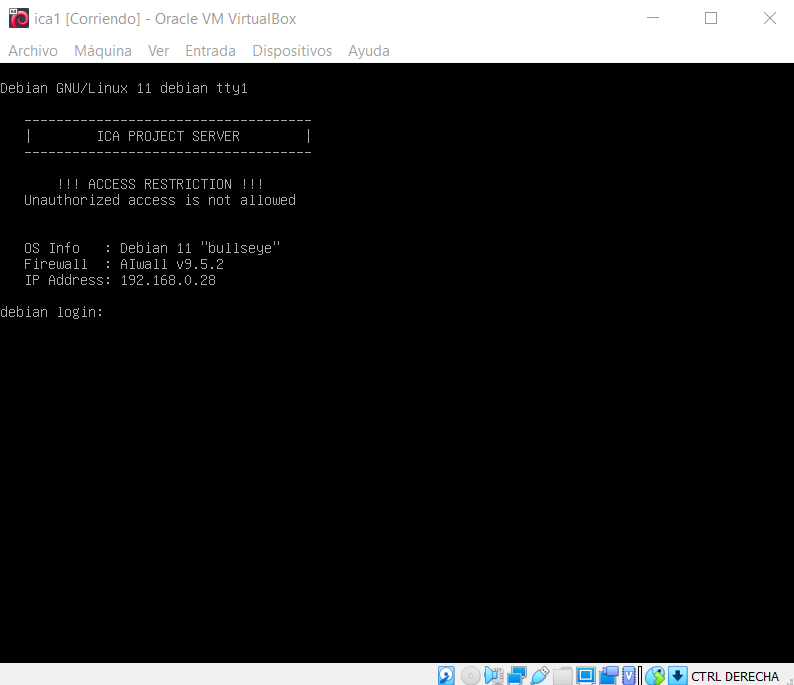 ica1 [Corriendo] - Oracle VM VirtualBox
Archivo Máquina Ver Entrada Dispositivos Ayuda
Debian GNU/Linux 11 debian tty1
------------------------------------
| ICA PROJECT SERVER |
------------------------------------
!!! ACCESS RESTRICTION !!!
Unauthorized access is not allowed
OS Info : Debian 11 "bullseye"
Firewall : AIwall v9.5.2
IP Address: 192.168.0.28
debian login:
CTRL DERECHA